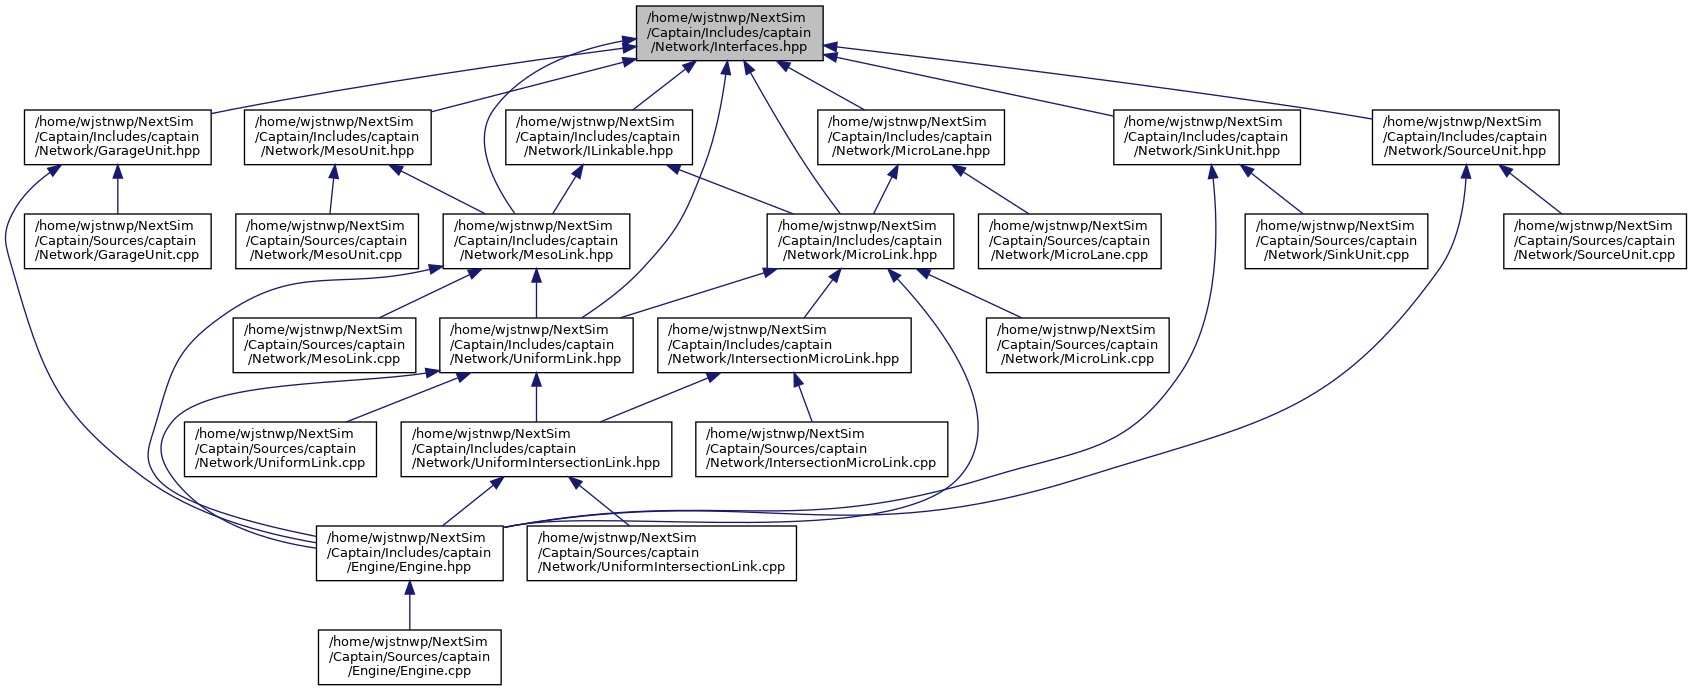 /home/wjstnwp/NextSim
/Captain/Includes/captain
/Network/Interfaces.hpp
/home/wjstnwp/NextSim
/Captain/Includes/captain
/Network/GarageUnit.hpp
/home/wjstnwp/NextSim
/Captain/Includes/captain
/Network/MesoUnit.hpp
/home/wjstnwp/NextSim
/Captain/Includes/captain
/Network/ILinkable.hpp
/home/wjstnwp/NextSim
/Captain/Includes/captain
/Network/MicroLane.hpp
/home/wjstnwp/NextSim
/Captain/Includes/captain
/Network/SinkUnit.hpp
/home/wjstnwp/NextSim
/Captain/Includes/captain
/Network/SourceUnit.hpp
/home/wjstnwp/NextSim
/Captain/Sources/captain
/Network/GarageUnit.cpp
/home/wjstnwp/NextSim
/Captain/Sources/captain
/Network/MesoUnit.cpp
/home/wjstnwp/NextSim
/Captain/Includes/captain
/Network/MesoLink.hpp
/home/wjstnwp/NextSim
/Captain/Includes/captain
/Network/MicroLink.hpp
/home/wjstnwp/NextSim
/Captain/Sources/captain
/Network/MicroLane.cpp
/home/wjstnwp/NextSim
/Captain/Sources/captain
/Network/SinkUnit.cpp
/home/wjstnwp/NextSim
/Captain/Sources/captain
/Network/SourceUnit.cpp
/home/wjstnwp/NextSim
/Captain/Sources/captain
/Network/MesoLink.cpp
/home/wjstnwp/NextSim
/Captain/Includes/captain
/Network/UniformLink.hpp
/home/wjstnwp/NextSim
/Captain/Includes/captain
/Network/IntersectionMicroLink.hpp
/home/wjstnwp/NextSim
/Captain/Sources/captain
/Network/MicroLink.cpp
/home/wjstnwp/NextSim
/Captain/Sources/captain
/Network/UniformLink.cpp
/home/wjstnwp/NextSim
/Captain/Includes/captain
/Network/UniformIntersectionLink.hpp
/home/wjstnwp/NextSim
/Captain/Sources/captain
/Network/IntersectionMicroLink.cpp
/home/wjstnwp/NextSim
/Captain/Includes/captain
/Engine/Engine.hpp
/home/wjstnwp/NextSim
/Captain/Sources/captain
/Network/UniformIntersectionLink.cpp
/home/wjstnwp/NextSim
/Captain/Sources/captain
/Engine/Engine.cpp